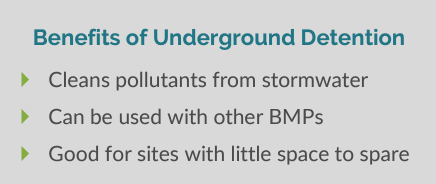 Benefits of Underground Detention
Cleans pollutants from stormwater
Can be used with other BMPs
Good for sites with little space to spare